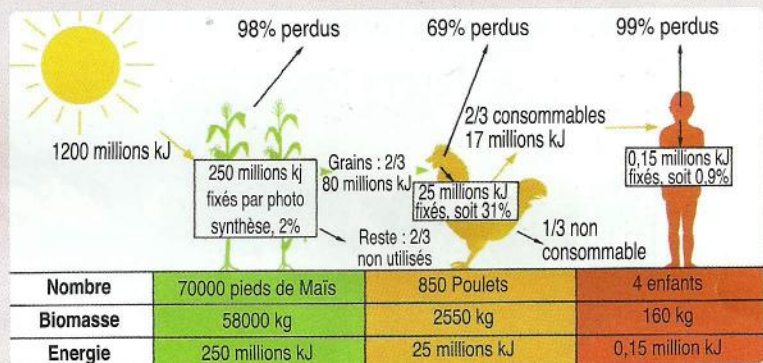 98% perdus
69% perdus
99% perdus
1200 millions kJ
250 millions kj
fixés par photo
synthèse, 2%
Grains : 2/3
80 millions kJ
Reste : 2/3
non utilisés
25 millions kJ
fixés, soit 31%
2/3 consommables
17 millions kJ
1/3 non
consommable
0,15 millions kJ
fixés, soit 0.9%
Nombre 70000 pieds de Maïs 850 Poulets 4 enfants
Biomasse 58000 kg 2550 kg 160 kg
Energie 250 millions kJ 25 millions kJ 0,15 million kJ